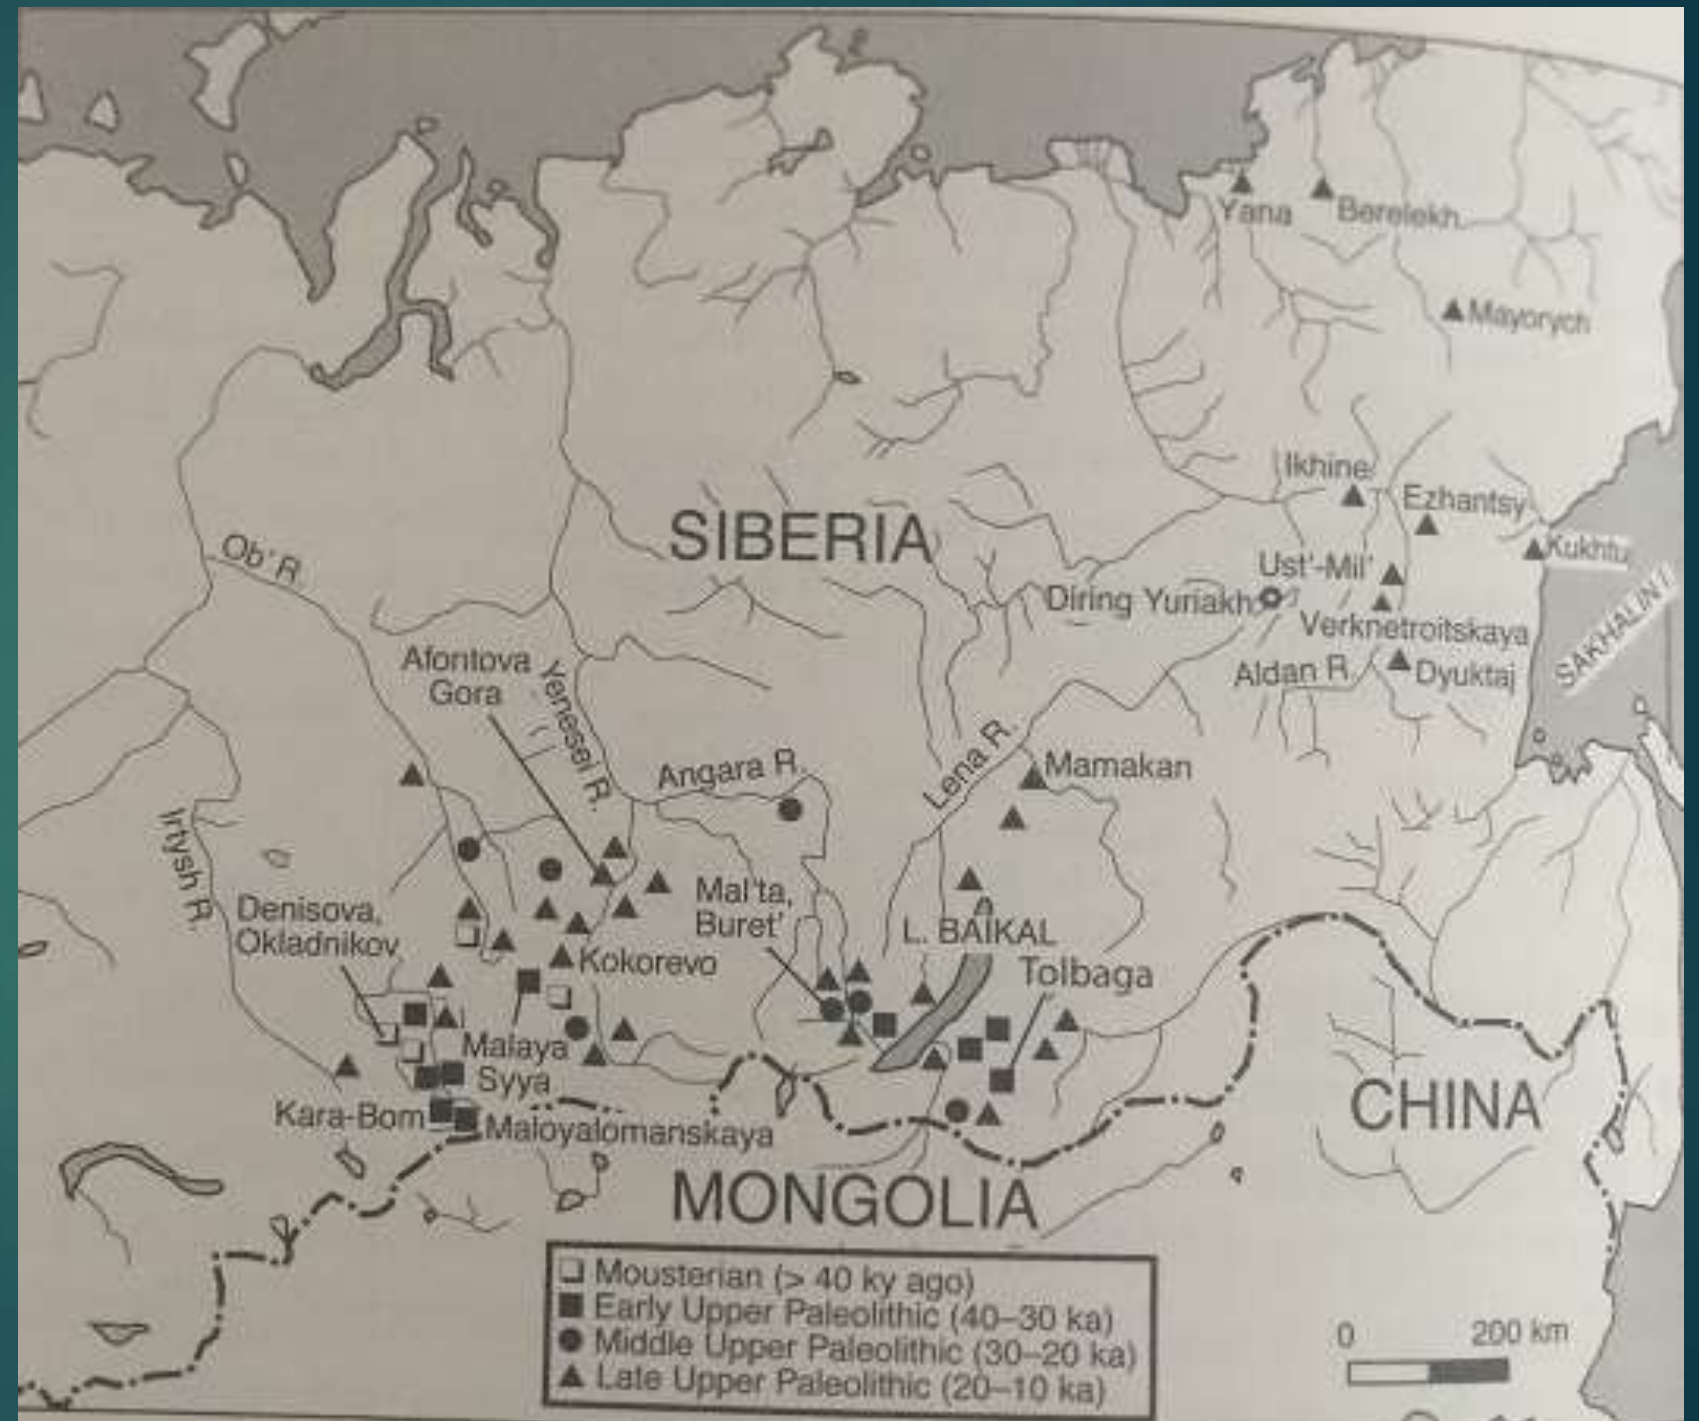 Yana
Berelekh
Mayorych
Ikhine
Ezhantsy
Kukhtu
SIBERIA
Ob' R.
Ust'-Mil'
Diring Yuriakh
Verknetroitskaya
SAKHALIN I.
Afontova
Gora
Yenesei R.
Aldan R.
Dyuktaj
Angara R.
Lena R.
Mamakan
Irtysh R.
Denisova,
Okladnikov
Mal'ta,
Buret'
L. BAIKAL
Kokorevo
Tolbaga
Malaya
Syya
Kara-Bom
Maloyalomanskaya
CHINA
MONGOLIA
Mousterian (> 40 ky ago)
Early Upper Paleolithic (40–30 ka)
Middle Upper Paleolithic (30–20 ka)
Late Upper Paleolithic (20–10 ka)
0 200 km